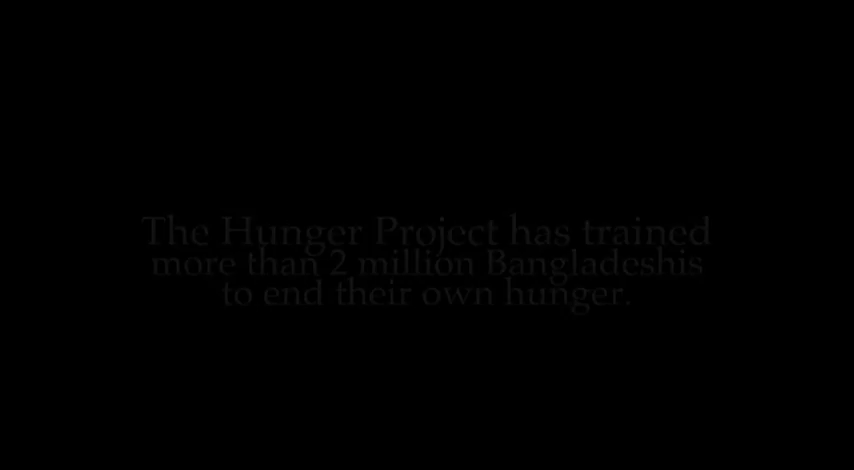 The Hunger Project has trained
more than 2 million Bangladeshis
to end their own hunger.